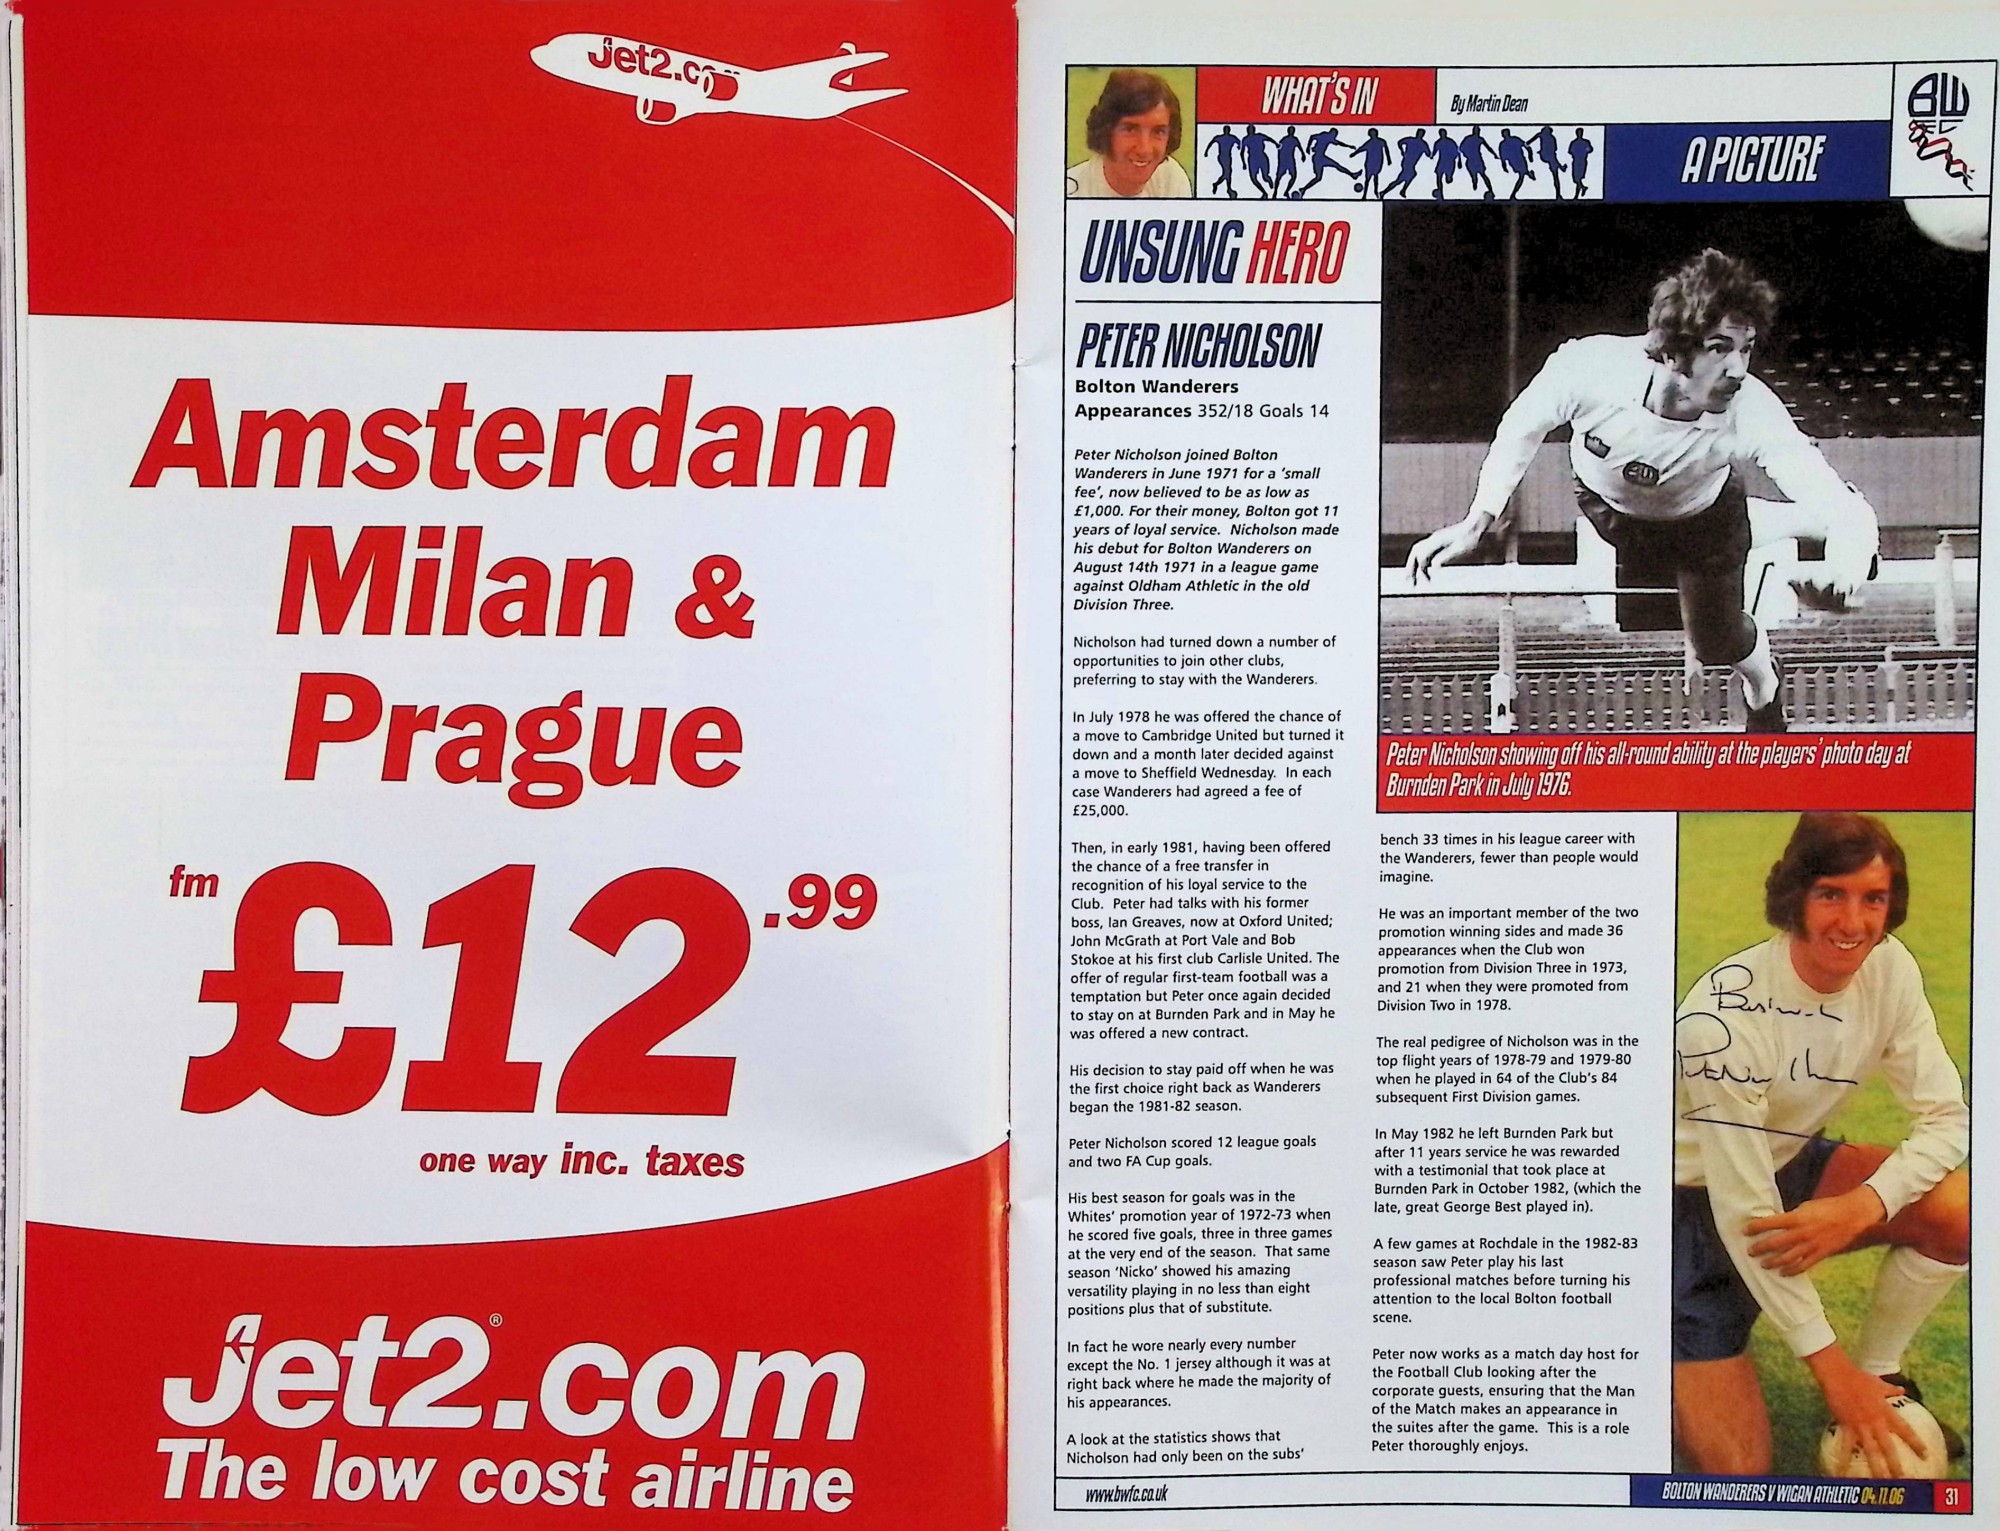 Jet2.com
Amsterdam
Milan &
Prague
fm £12.99
one way inc. taxes
Jet2®.com
The low cost airline
WHAT'S IN
By Martin Dean
A PICTURE
BW
FC
UNSUNG HERO
PETER NICHOLSON
Bolton Wanderers
Appearances 352/18 Goals 14
Peter Nicholson joined Bolton
Wanderers in June 1971 for a 'small
fee', now believed to be as low as
£1,000. For their money, Bolton got 11
years of loyal service. Nicholson made
his debut for Bolton Wanderers on
August 14th 1971 in a league game
against Oldham Athletic in the old
Division Three.
Nicholson had turned down a number of
opportunities to join other clubs,
preferring to stay with the Wanderers.
In July 1978 he was offered the chance of
a move to Cambridge United but turned it
down and a month later decided against
a move to Sheffield Wednesday. In each
case Wanderers had agreed a fee of
£25,000.
Then, in early 1981, having been offered
the chance of a free transfer in
recognition of his loyal service to the
Club. Peter had talks with his former
boss, Ian Greaves, now at Oxford United;
John McGrath at Port Vale and Bob
Stokoe at his first club Carlisle United. The
offer of regular first-team football was a
temptation but Peter once again decided
to stay on at Burnden Park and in May he
was offered a new contract.
His decision to stay paid off when he was
the first choice right back as Wanderers
began the 1981-82 season.
Peter Nicholson scored 12 league goals
and two FA Cup goals.
His best season for goals was in the
Whites' promotion year of 1972-73 when
he scored five goals, three in three games
at the very end of the season. That same
season 'Nicko' showed his amazing
versatility playing in no less than eight
positions plus that of substitute.
In fact he wore nearly every number
except the No. 1 jersey although it was at
right back where he made the majority of
his appearances.
A look at the statistics shows that
Nicholson had only been on the subs'
Peter Nicholson showing off his all-round ability at the players' photo day at
Burnden Park in July 1976.
bench 33 times in his league career with
the Wanderers, fewer than people would
imagine.
He was an important member of the two
promotion winning sides and made 36
appearances when the Club won
promotion from Division Three in 1973,
and 21 when they were promoted from
Division Two in 1978.
The real pedigree of Nicholson was in the
top flight years of 1978-79 and 1979-80
when he played in 64 of the Club's 84
subsequent First Division games.
In May 1982 he left Burnden Park but
after 11 years service he was rewarded
with a testimonial that took place at
Burnden Park in October 1982, (which the
late, great George Best played in).
A few games at Rochdale in the 1982-83
season saw Peter play his last
professional matches before turning his
attention to the local Bolton football
scene.
Peter now works as a match day host for
the Football Club looking after the
corporate guests, ensuring that the Man
of the Match makes an appearance in
the suites after the game. This is a role
Peter thoroughly enjoys.
www.bwfc.co.uk
BOLTON WANDERERS V WIGAN ATHLETIC 04.11.06 31